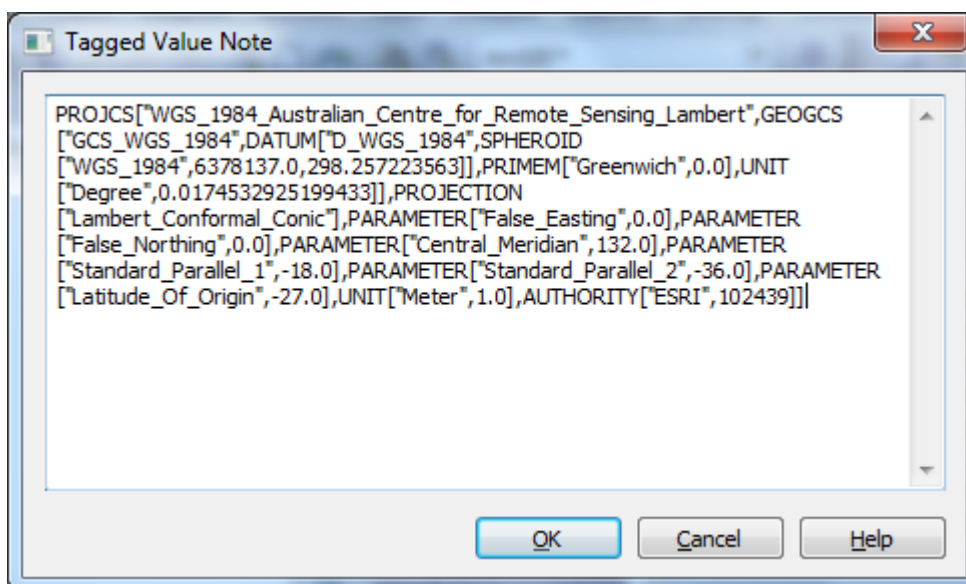 Tagged Value Note
PROJCS["WGS_1984_Australian_Centre_for_Remote_Sensing_Lambert",GEOGCS
["GCS_WGS_1984",DATUM["D_WGS_1984",SPHEROID
["WGS_1984",6378137.0,298.257223563]],PRIMEM["Greenwich",0.0],UNIT
["Degree",0.0174532925199433]],PROJECTION
["Lambert_Conformal_Conic"],PARAMETER["False_Easting",0.0],PARAMETER
["False_Northing",0.0],PARAMETER["Central_Meridian",132.0],PARAMETER
["Standard_Parallel_1",-18.0],PARAMETER["Standard_Parallel_2",-36.0],PARAMETER
["Latitude_Of_Origin",-27.0],UNIT["Meter",1.0],AUTHORITY["ESRI",102439]]
OK Cancel Help